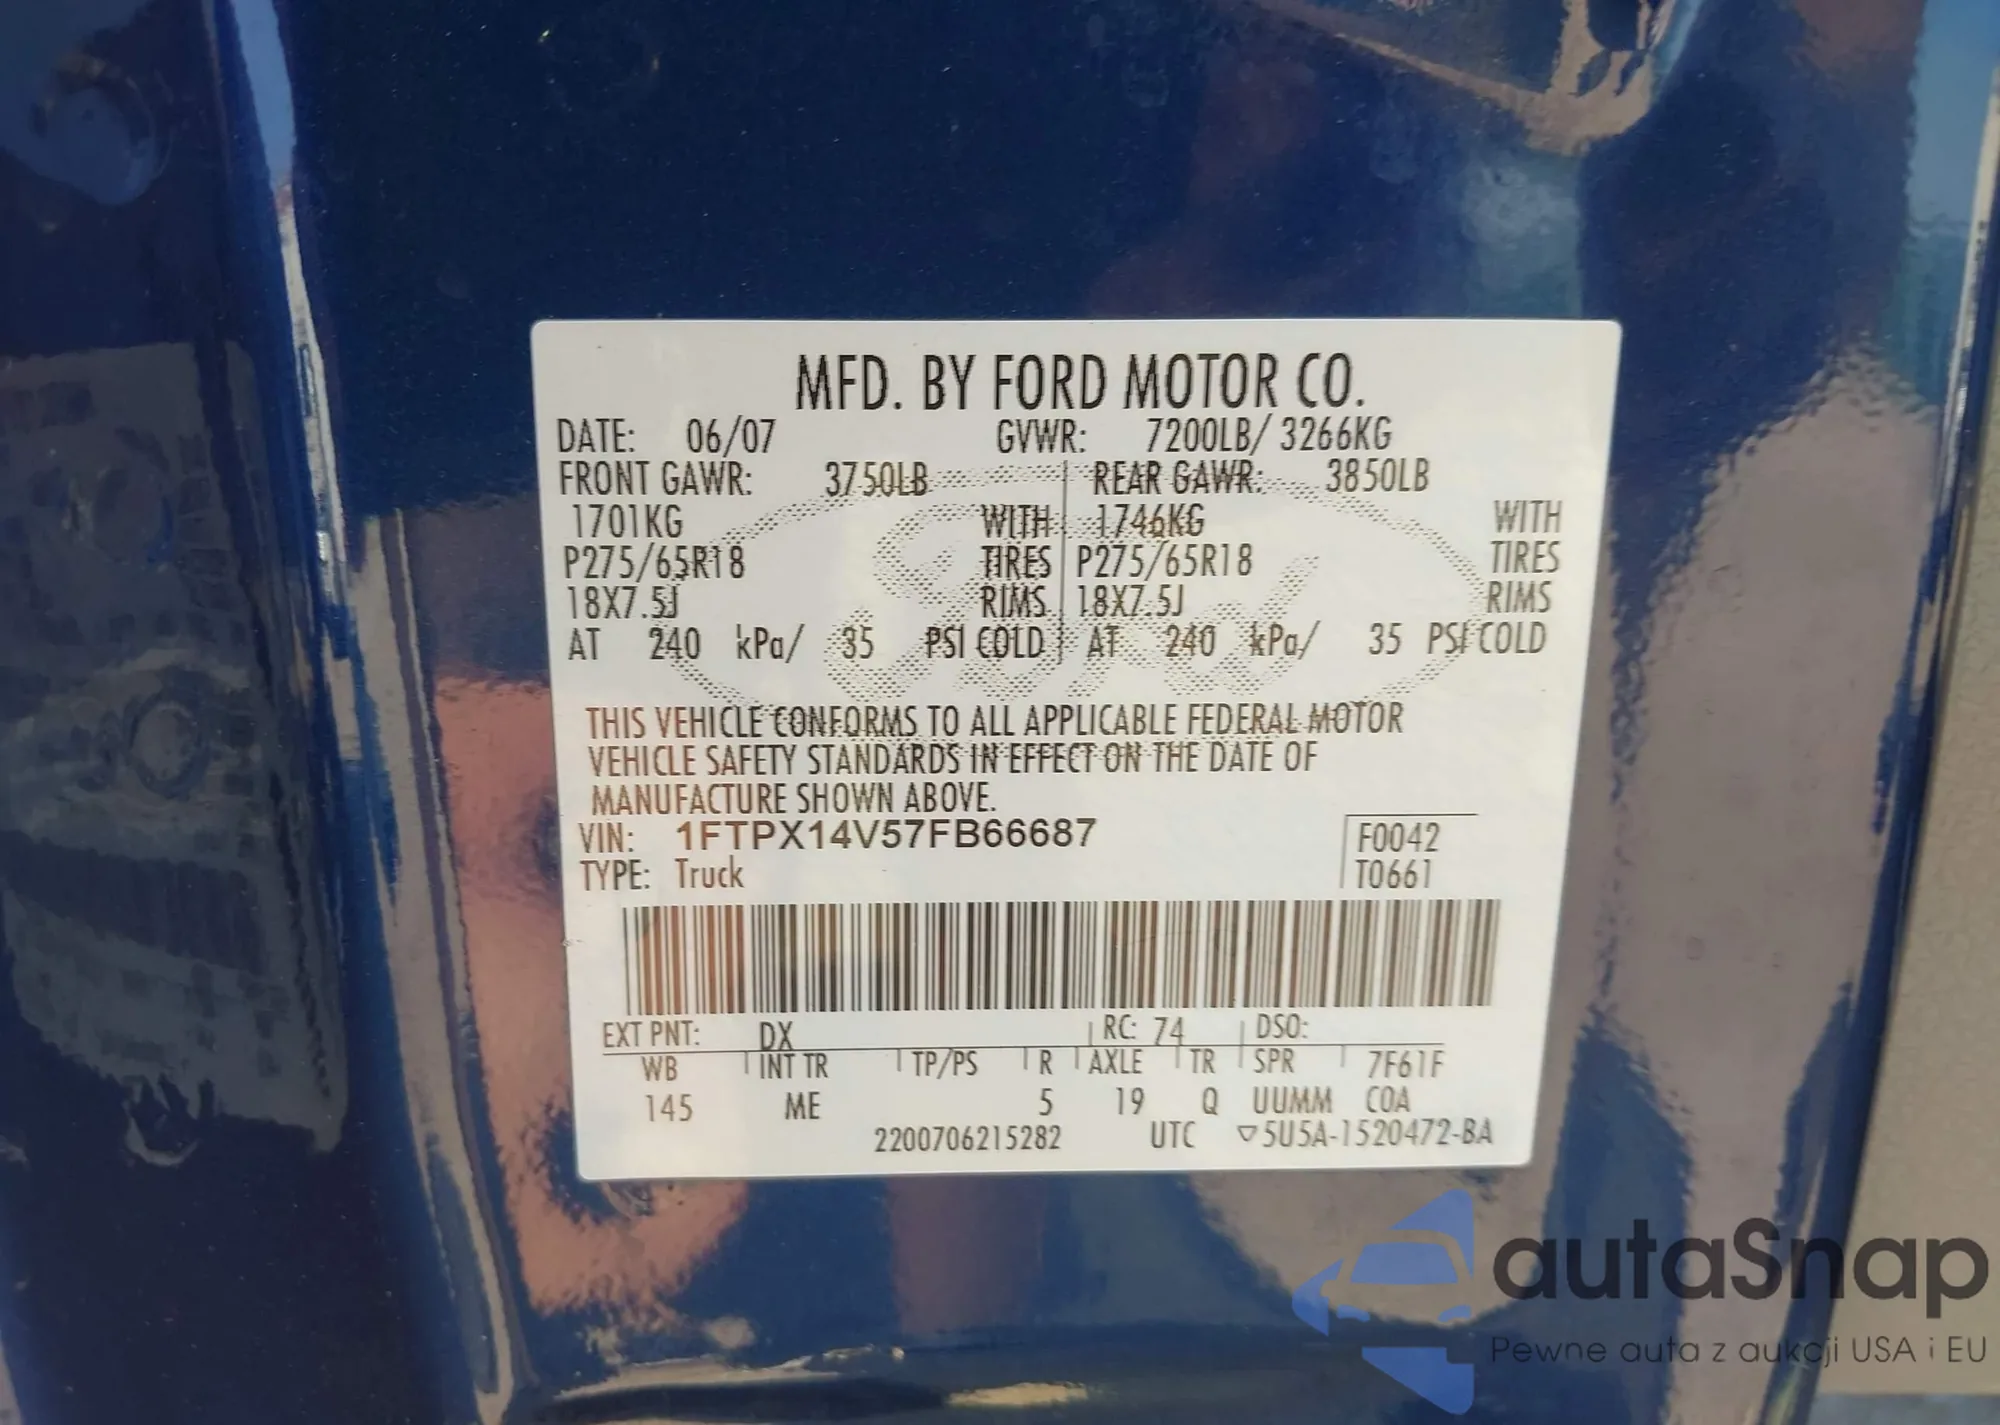 MFD. BY FORD MOTOR CO.
DATE: 06/07 GVWR: 7200LB/ 3266KG
FRONT GAWR: 3750LB REAR GAWR: 3850LB
1701KG WITH 1746KG WITH
P275/65R18 TIRES P275/65R18 TIRES
18X7.5J RIMS 18X7.5J RIMS
AT 240 kPa/ 35 PSI COLD AT 240 kPa/ 35 PSI COLD
THIS VEHICLE CONFORMS TO ALL APPLICABLE FEDERAL MOTOR
VEHICLE SAFETY STANDARDS IN EFFECT ON THE DATE OF
MANUFACTURE SHOWN ABOVE.
VIN: 1FTPX14V57FB66687 F0042
TYPE: Truck T0661
EXT PNT: DX RC: 74 DSO:
WB INT TR TP/PS R AXLE TR SPR 7F61F
145 ME 5 19 Q UUMM COA
2200706215282 UTC ▽5U5A-1520472-BA
autaSnap
Pewne auta z aukcji USA i EU